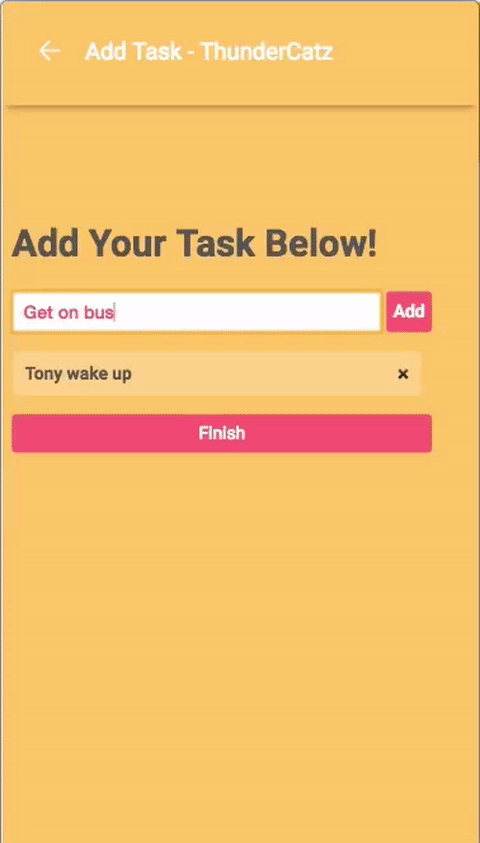 Add Task - ThunderCatz
Add Your Task Below!
Get on bus
Add
Tony wake up
Finish